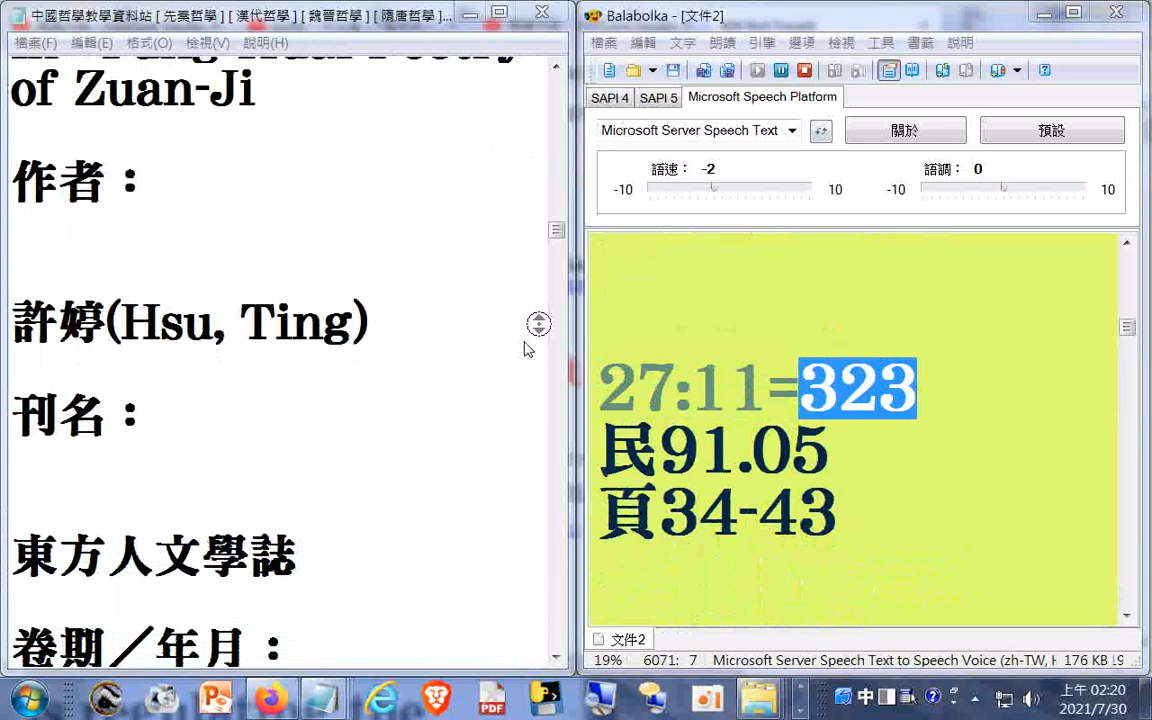 中國哲學教學資料站 [ 先秦哲學 ] [ 漢代哲學 ] [ 魏晉哲學 ] [ 隋唐哲學 ]...
檔案(F) 編輯(E) 格式(O) 檢視(V) 說明(H)
of Zuan-Ji
作者：
許婷(Hsu, Ting)
刊名：
東方人文學誌
卷期／年月：
Balabolka - [文件2]
檔案 編輯 文字 朗讀 引擎 選項 檢視 工具 書籤 說明
SAPI 4 SAPI 5 Microsoft Speech Platform
Microsoft Server Speech Text 關於 預設
語速： -2 語調： 0
-10 10 -10 10
27:11=323
民91.05
頁34-43
文件2
19% 6071: 7 Microsoft Server Speech Text to Speech Voice (zh-TW, H 176 KB
中
上午 02:20
2021/7/30